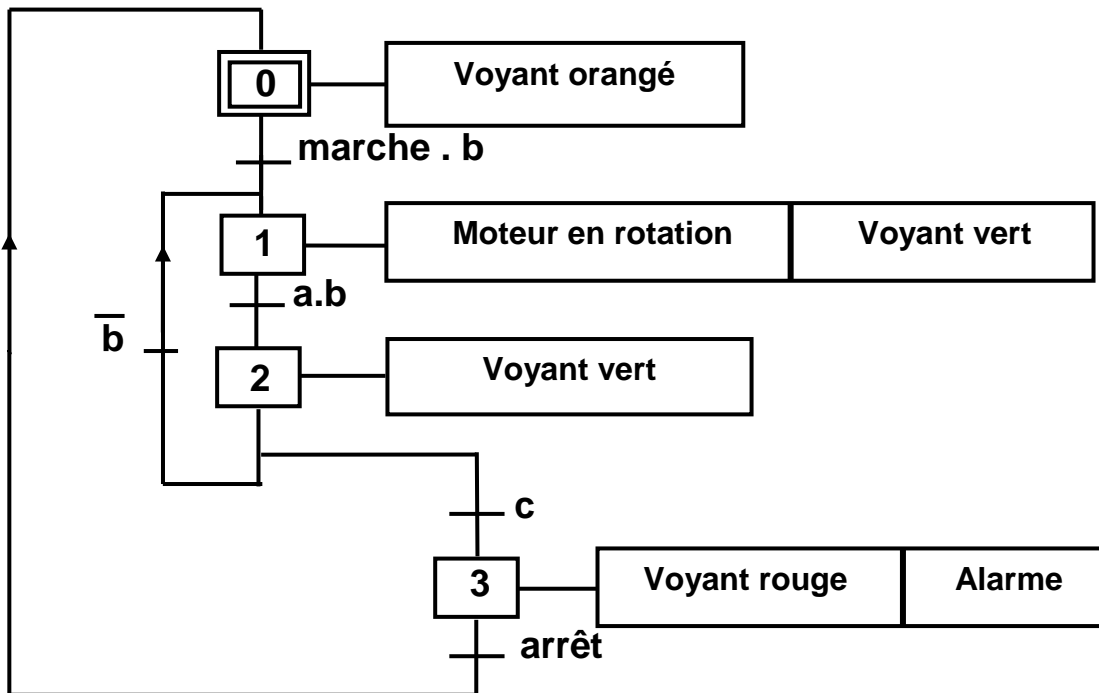 0
Voyant orangé
marche . b
1
Moteur en rotation
Voyant vert
a.b
b̅
2
Voyant vert
c
3
Voyant rouge
Alarme
arrêt